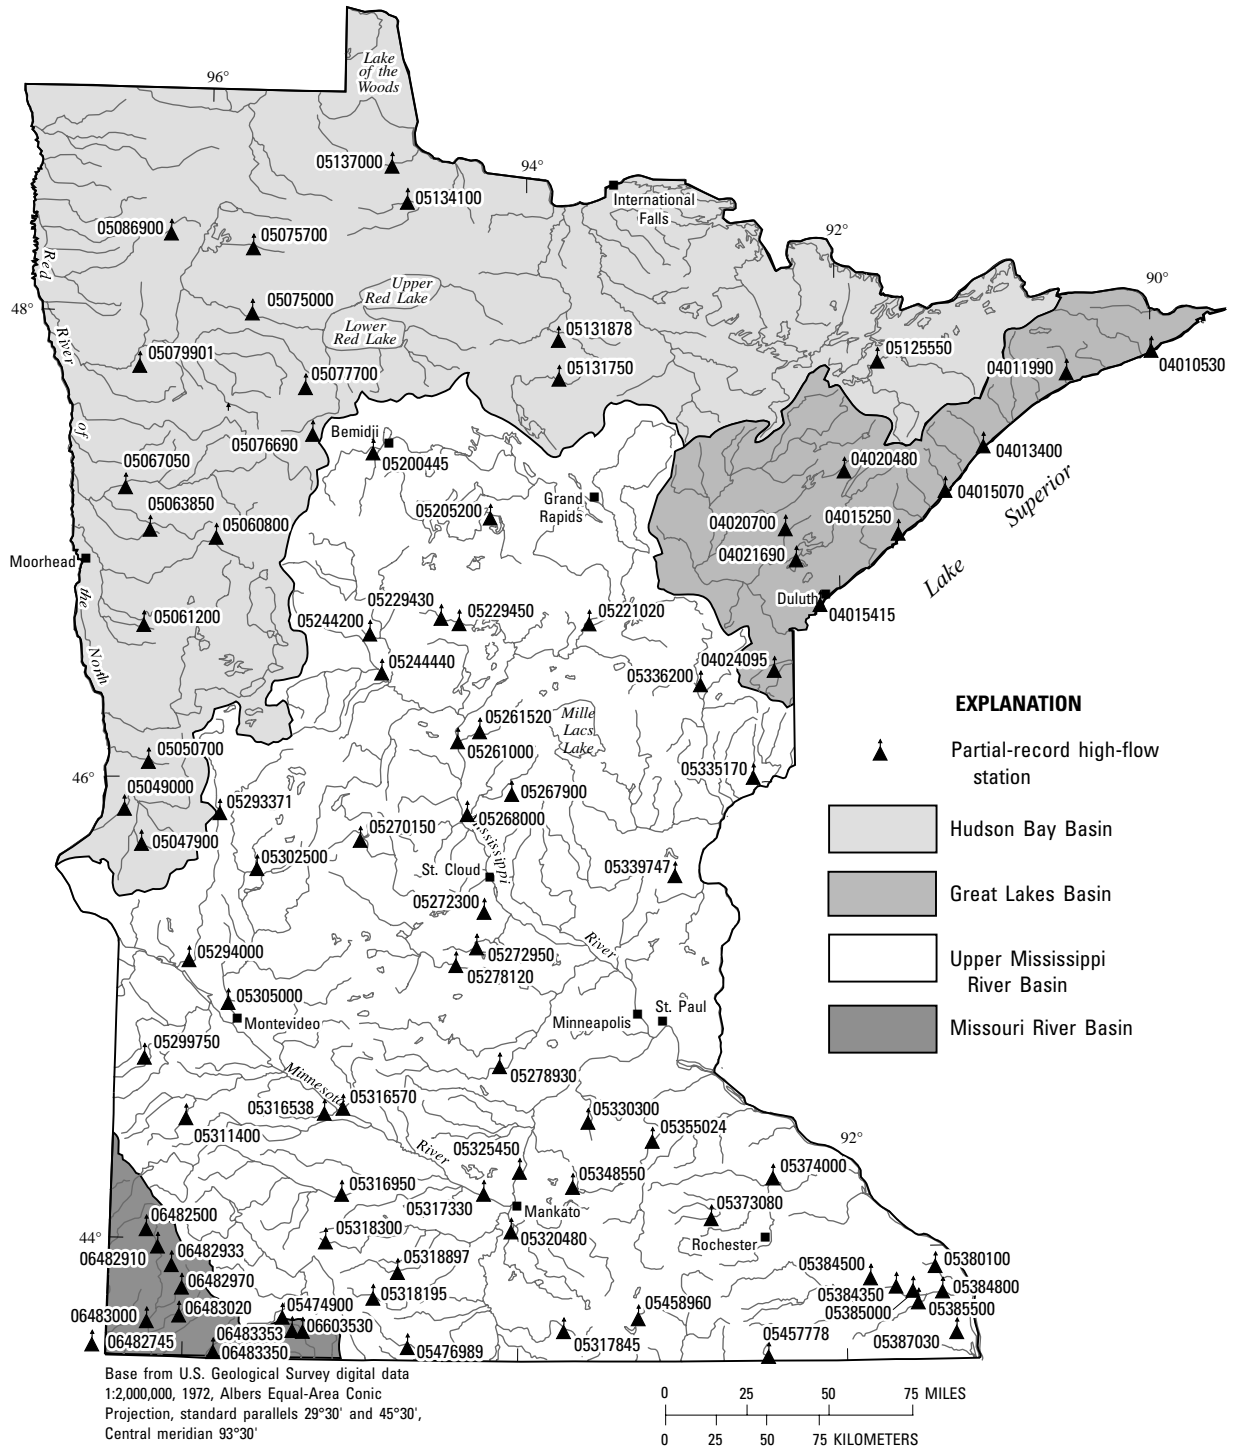 Lake
of the
Woods
96°
05137000
94°
05134100
International
Falls
05086900
05075700
92°
Red
Upper
Red Lake
90°
48°
05075000
Lower
Red Lake
River
05131878
05079901
05125550
05131750
04011990
04010530
05077700
of
Bemidji
05076690
04013400
05067050
05200445
04020480
Superior
Grand
Rapids
04015070
05063850
05205200
04020700
04015250
05060800
04021690
Moorhead
Lake
the
Duluth
05229430
05229450
05221020
04015415
05061200
05244200
North
05244440
04024095
05336200
EXPLANATION
05261520
Mille
Lacs
Lake
05050700
05261000
Partial-record high-flow
station
46°
05335170
05049000
05293371
05267900
05268000
05270150
ssissippi
Hudson Bay Basin
05047900
05302500
St. Cloud
05339747
Great Lakes Basin
05272300
River
05294000
05272950
05278120
Upper Mississippi
River Basin
05305000
St. Paul
Montevideo
Minneapolis
Missouri River Basin
05299750
Minnesota
05278930
05316570
05316538
05330300
05311400
05355024
River
92°
05325450
05374000
05348550
05316950
05317330
Mankato
05373080
06482500
44°
05318300
05320480
Rochester
06482910
06482933
05318897
05384500
05380100
06482970
05318195
05384350
05384800
06483000
06483020
05474900
05458960
05385000
05385500
06483353
06603530
05457778
05387030
06482745
06483350
05476989
05317845
Base from U.S. Geological Survey digital data
1:2,000,000, 1972, Albers Equal-Area Conic
Projection, standard parallels 29°30' and 45°30',
Central meridian 93°30'
0 25 50 75 MILES
0 25 50 75 KILOMETERS